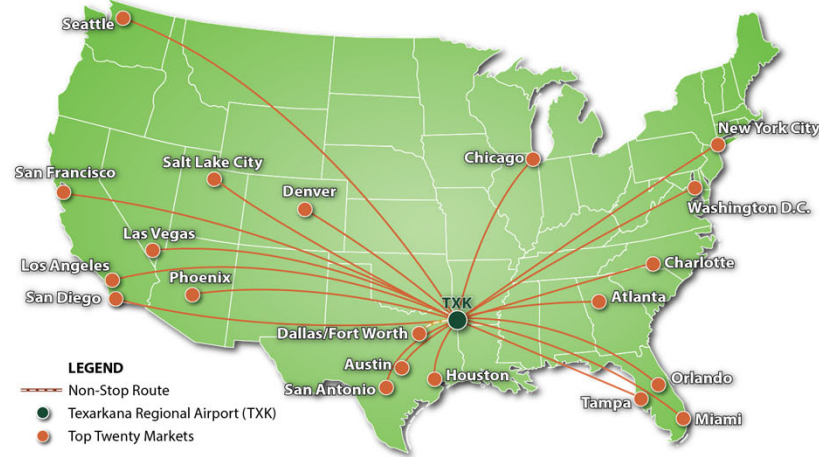 Seattle
New York City
Chicago
Salt Lake City
San Francisco
Denver
Washington D.C.
Las Vegas
Charlotte
Los Angeles
Phoenix
San Diego
Atlanta
TXK
Dallas/Fort Worth
Austin
Houston
Orlando
San Antonio
Tampa
Miami
LEGEND
Non-Stop Route
Texarkana Regional Airport (TXK)
Top Twenty Markets